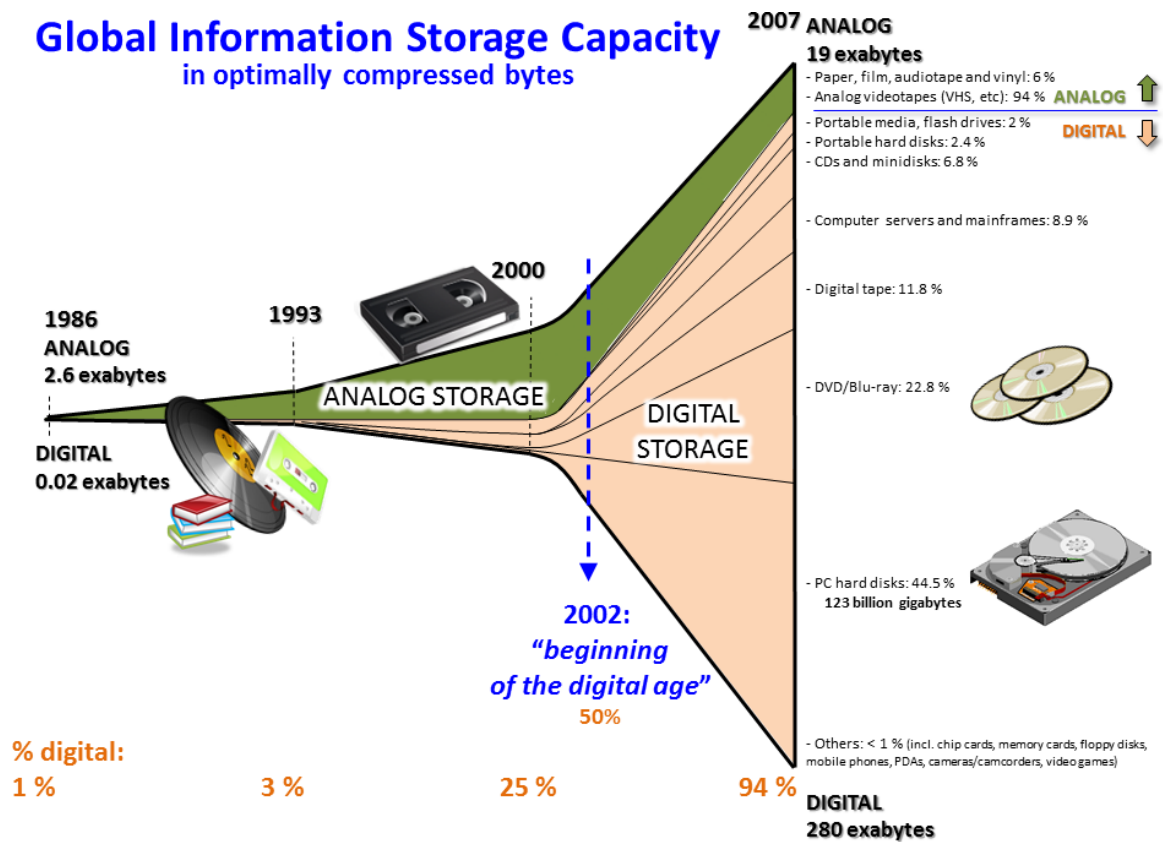 Global Information Storage Capacity
in optimally compressed bytes
2007
ANALOG
19 exabytes
- Paper, film, audiotape and vinyl: 6 %
- Analog videotapes (VHS, etc): 94 %
ANALOG
- Portable media, flash drives: 2 %
DIGITAL
- Portable hard disks: 2.4 %
- CDs and minidisks: 6.8 %
- Computer servers and mainframes: 8.9 %
- Digital tape: 11.8 %
- DVD/Blu-ray: 22.8 %
- PC hard disks: 44.5 %
123 billion gigabytes
- Others: < 1 % (incl. chip cards, memory cards, floppy disks,
mobile phones, PDAs, cameras/camcorders, video games)
DIGITAL
280 exabytes
1986
ANALOG
2.6 exabytes
DIGITAL
0.02 exabytes
1993
2000
ANALOG STORAGE
DIGITAL
STORAGE
2002:
“beginning
of the digital age”
50%
% digital:
1 %
3 %
25 %
94 %